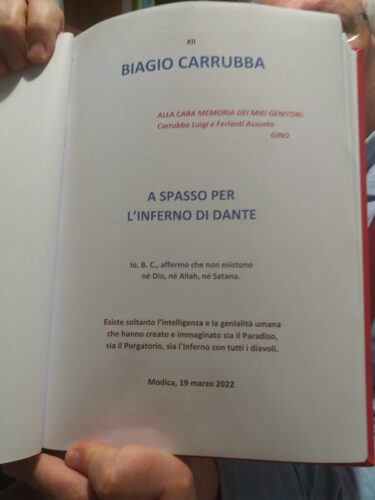 XII
BIAGIO CARRUBBA
ALLA CARA MEMORIA DEI MIEI GENITORI:
Carrubba Luigi e Ferlanti Assunta
GINO
A SPASSO PER
L'INFERNO DI DANTE
Io, B. C., affermo che non esistono
né Dio, né Allah, né Satana.
Esiste soltanto l'intelligenza e la genialità umana
che hanno creato e immaginato sia il Paradiso,
sia il Purgatorio, sia l'Inferno con tutti i diavoli.
Modica, 19 marzo 2022